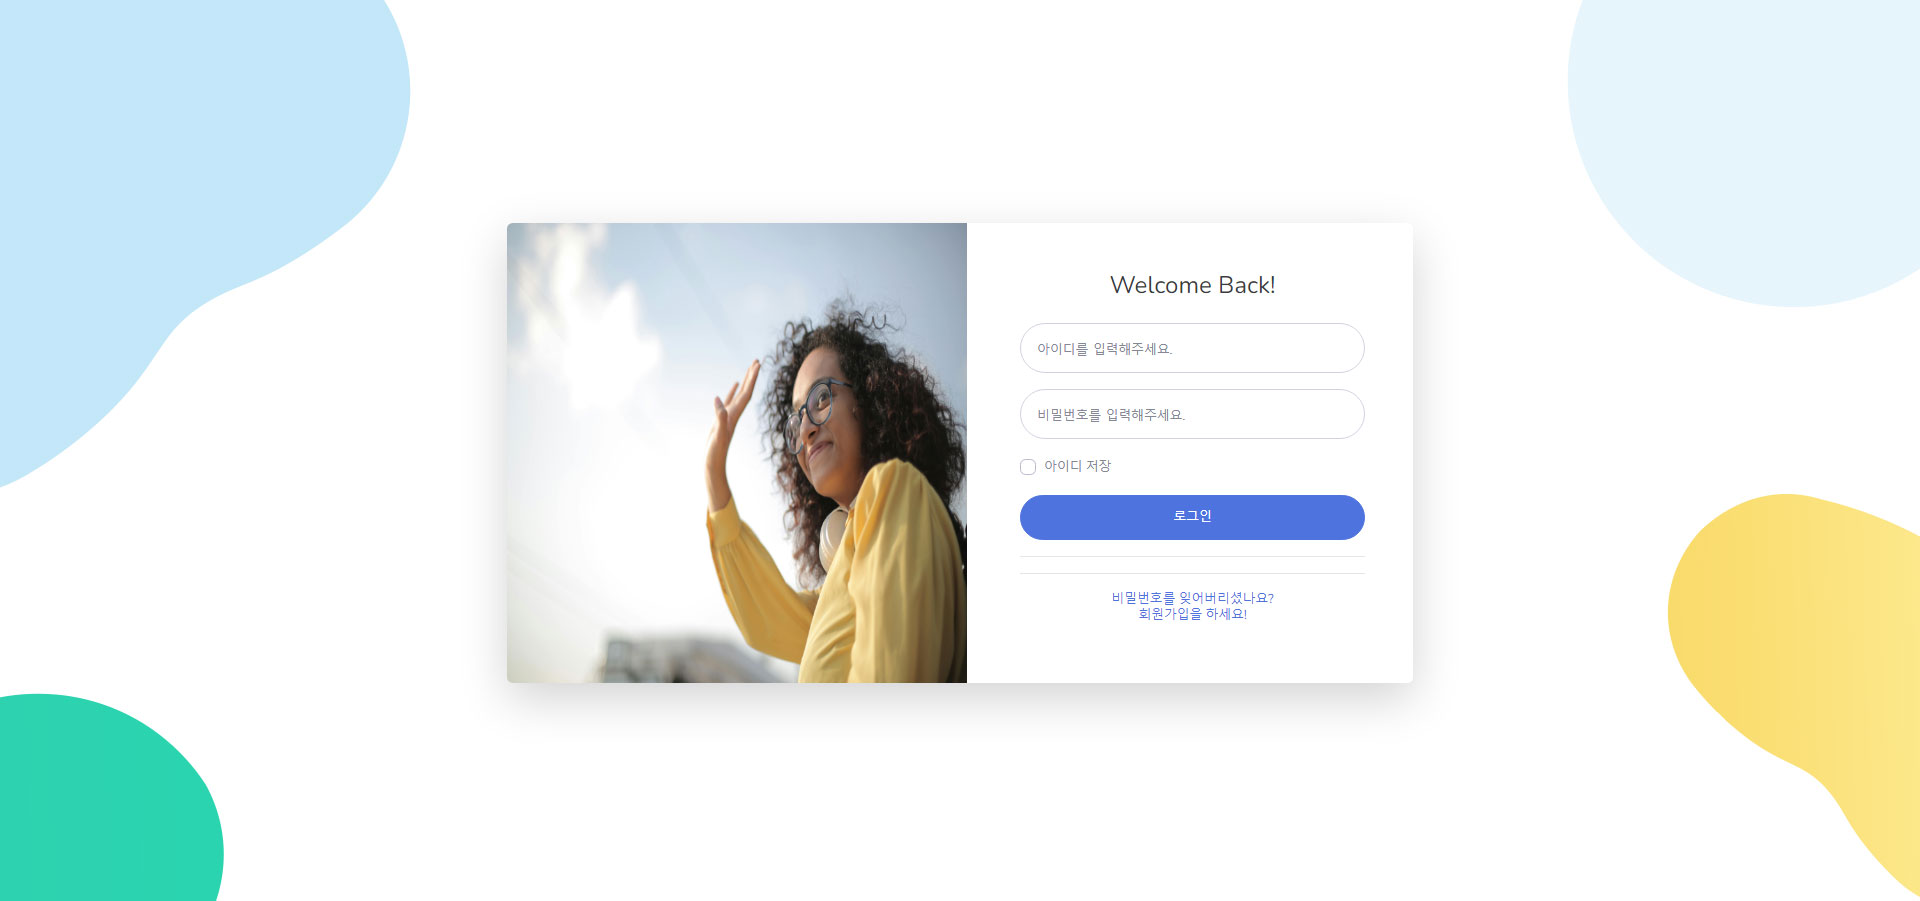 Welcome Back!
아이디를 입력해주세요.
비밀번호를 입력해주세요.
아이디 저장
로그인
비밀번호를 잊어버리셨나요?
회원가입을 하세요!